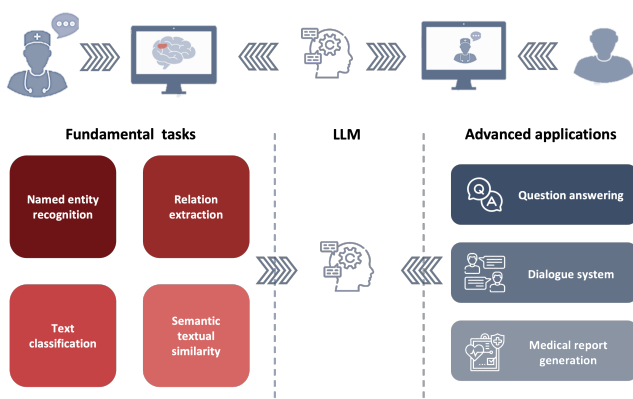 Fundamental tasks
LLM
Advanced applications
Named entity
recognition
Relation
extraction
Text
classification
Semantic
textual
similarity
Q
A
Question answering
Dialogue system
Medical report
generation